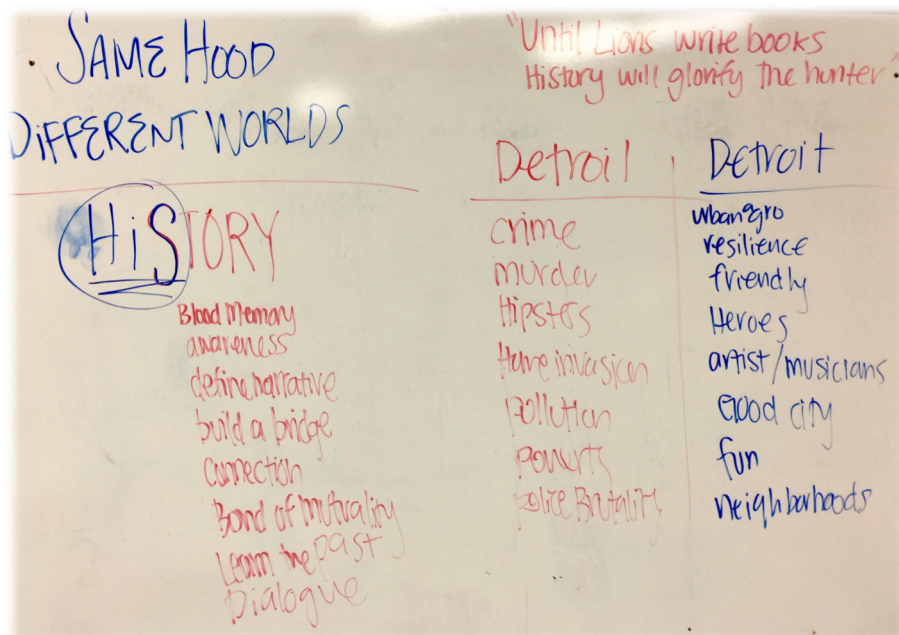 SAME HOOD
DIFFERENT WORLDS
HiSTORY
Blood Memory
awareness
define narrative
build a bridge
connection
Bond of Mutuality
Learn the past
Dialogue
"Until Lions write books
History will glorify the hunter"
Detroit
crime
murder
Hipsters
Home invasion
pollution
poverty
police Brutality
Detroit
resilience
friendly
Heroes
artist/musicians
Good city
fun
neighborhoods